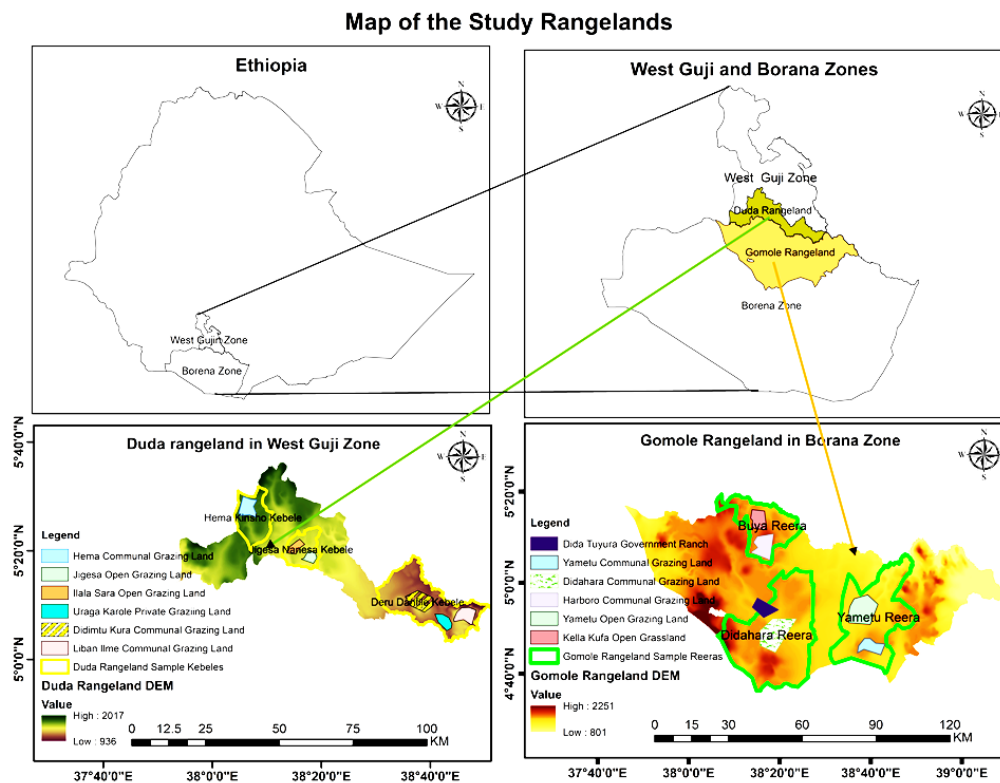 Map of the Study Rangelands
Ethiopia
N
W E
S
West Gujin Zone
Borena Zone
West Guji and Borana Zones
N
W E
S
West Guji Zone
Duda Rangeland
Gomole Rangeland
Borena Zone
Duda rangeland in West Guji Zone
N
W E
S
5°40'0"N
5°20'0"N
5°0'0"N
Hema Kinsho Kebele
Jigesa Nanesa Kebele
Deru Dandle Kebele
Legend
Hema Communal Grazing Land
Jigesa Open Grazing Land
Ilala Sara Open Grazing Land
Uraga Karole Private Grazing Land
Didimtu Kura Communal Grazing Land
Liban Ilme Communal Grazing Land
Duda Rangeland Sample Kebeles
Duda Rangeland DEM
Value
High : 2017
Low : 936
0 12.5 25 50 75 100
KM
37°40'0"E 38°0'0"E 38°20'0"E 38°40'0"E
Gomole Rangeland in Borana Zone
N
W E
S
5°20'0"N
5°0'0"N
4°40'0"N
Buya Reera
Didahara Reera
Yametu Reera
Legend
Dida Tuyura Government Ranch
Yametu Communal Grazing Land
Didahara Communal Grazing Land
Harboro Communal Grazing Land
Yametu Open Grazing Land
Kella Kufa Open Grassland
Gomole Rangeland Sample Reeras
Gomole Rangeland DEM
Value
High : 2251
Low : 801
0 15 30 60 90 120
KM
37°40'0"E 38°0'0"E 38°20'0"E 38°40'0"E 39°0'0"E